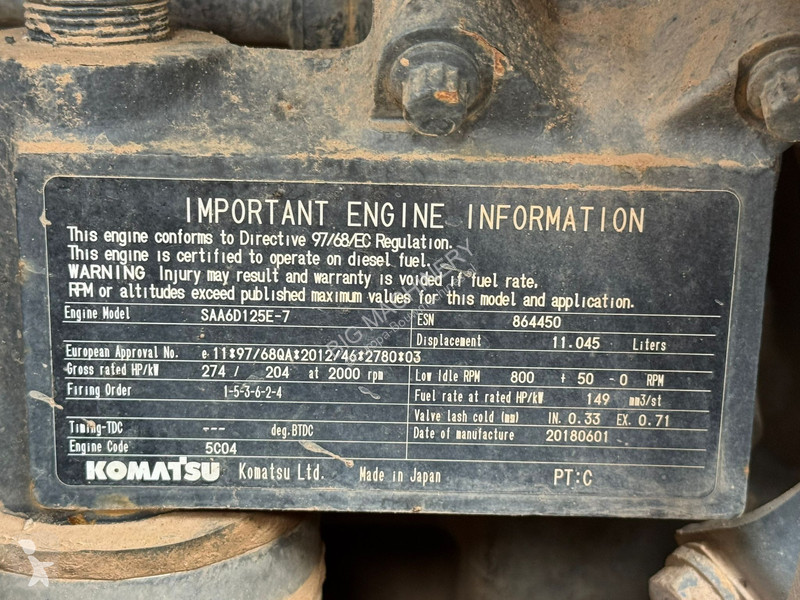 IMPORTANT ENGINE INFORMATION
This engine conforms to Directive 97/68/EC Regulation.
This engine is certified to operate on diesel fuel.
WARNING Injury may result and warranty is voided if fuel rate.
RPM or altitudes exceed published maximum values for this model and application.
Engine Model SAA6D125E-7 ESN 864450
Displacement 11.045 Liters
European Approval No. e 11*97/68QA*2012/46*2780*03
Gross rated HP/kW 274 / 204 at 2000 rpm Low Idle RPM 800 + 50 -0 RPM
Firing Order 1-5-3-6-2-4 Fuel rate at rated HP/kW 149 mm3/st
Valve lash cold (mm) IN. 0.33 EX. 0.71
Timing-TDC --- deg.BTDC Date of manufacture 20180601
Engine Code 5C04
KOMATSU Komatsu Ltd. Made in Japan PT:C
BIG MACHINERY